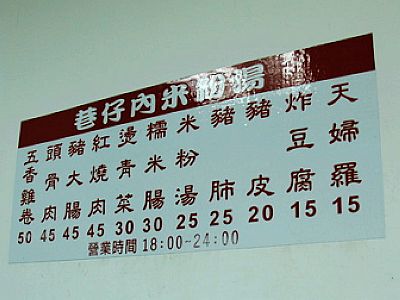 巷仔內米粉湯
天婦羅 15
炸豆腐 15
豬皮 20
豬肺 25
米粉湯 25
糯米腸 30
燙青菜 30
紅燒肉 45
豬大腸 45
頭骨肉 45
五香雞卷 50
營業時間 18:00~24:00